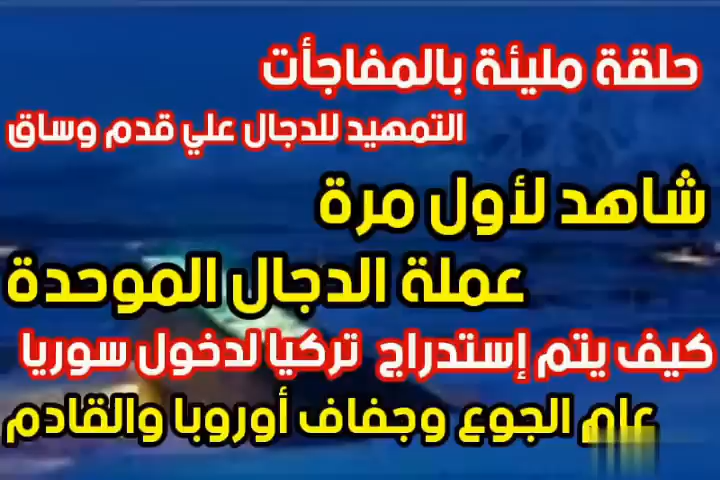 حلقة مليئة بالمفاجأت
التمهيد للدجال علي قدم وساق
شاهد لأول مرة
عملة الدجال الموحدة
كيف يتم إستدراج تركيا لدخول سوريا
عام الجوع وجفاف أوروبا والقادم